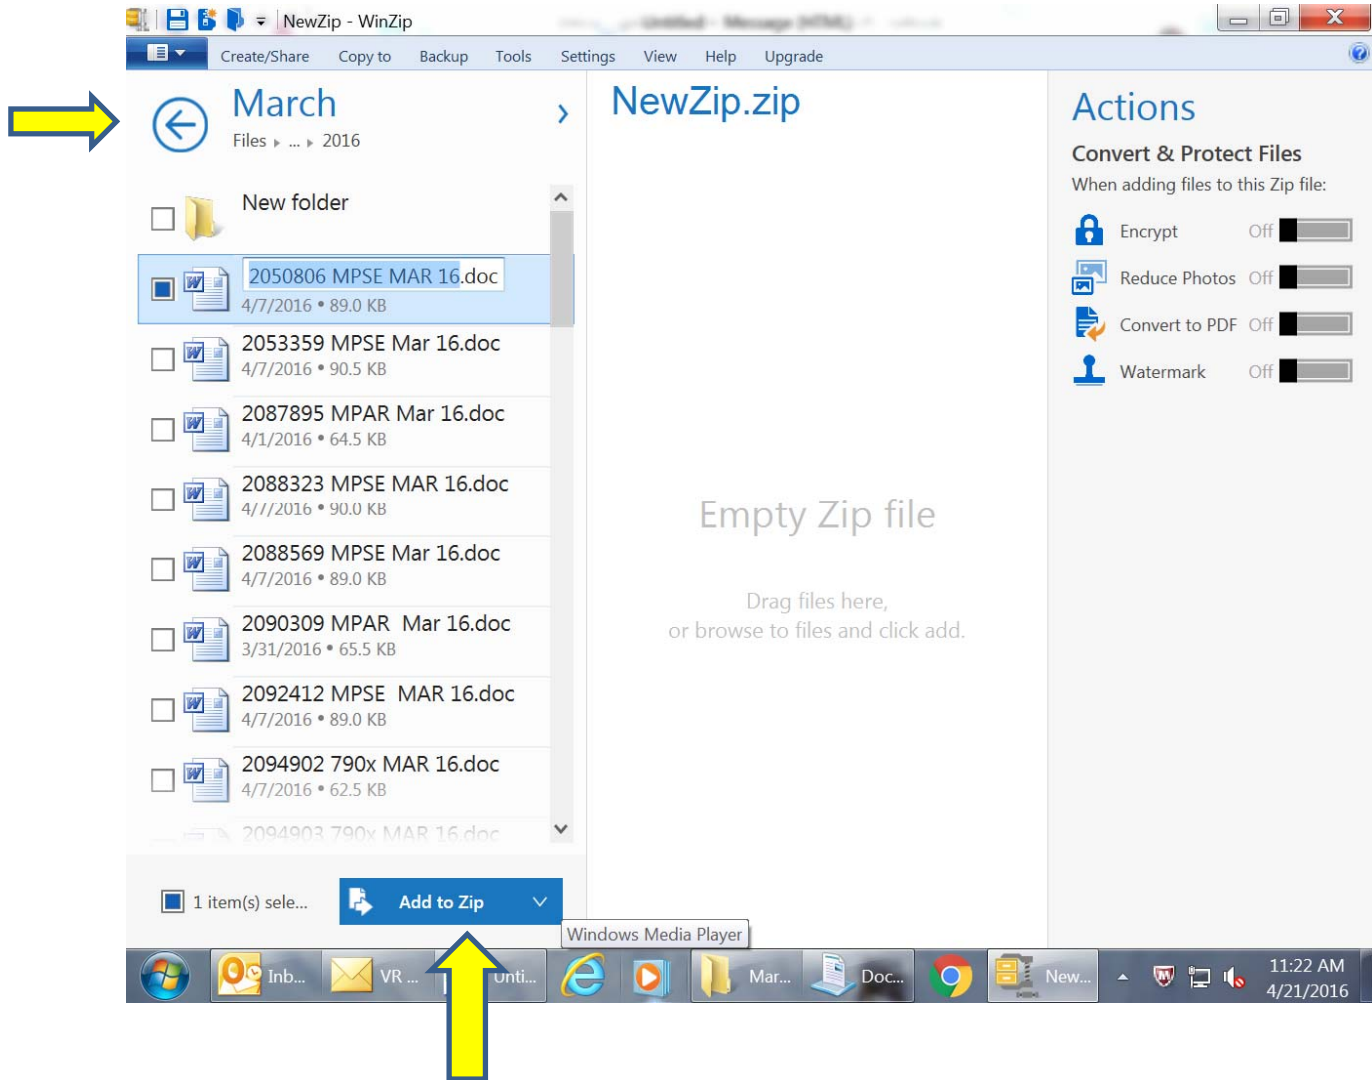 NewZip - WinZip
Untitled - Message (HTML)
Create/Share Copy to Backup Tools Settings View Help Upgrade
March
Files ▸ ... ▸ 2016
New folder
2050806 MPSE MAR 16.doc
4/7/2016 • 89.0 KB
2053359 MPSE Mar 16.doc
4/7/2016 • 90.5 KB
2087895 MPAR Mar 16.doc
4/1/2016 • 64.5 KB
2088323 MPSE MAR 16.doc
4/7/2016 • 90.0 KB
2088569 MPSE Mar 16.doc
4/7/2016 • 89.0 KB
2090309 MPAR  Mar 16.doc
3/31/2016 • 65.5 KB
2092412 MPSE  MAR 16.doc
4/7/2016 • 89.0 KB
2094902 790x MAR 16.doc
4/7/2016 • 62.5 KB
2094903 790x MAR 16.doc
1 item(s) sele...
Add to Zip
NewZip.zip
Empty Zip file
Drag files here,
or browse to files and click add.
Actions
Convert & Protect Files
When adding files to this Zip file:
Encrypt Off
Reduce Photos Off
Convert to PDF Off
Watermark Off
Windows Media Player
Inb... VR ... Unti... Mar... Doc... New...
11:22 AM
4/21/2016